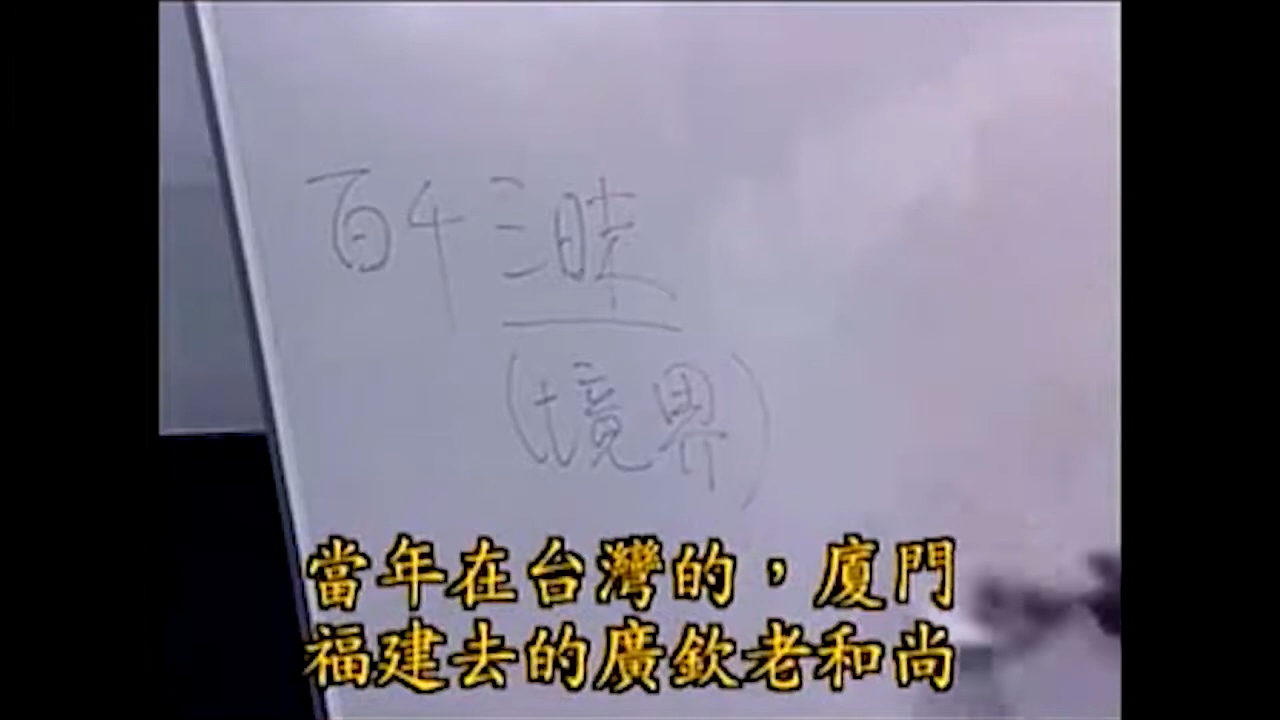 百千三昧
(境界)
當年在台灣的，廈門
福建去的廣欽老和尚